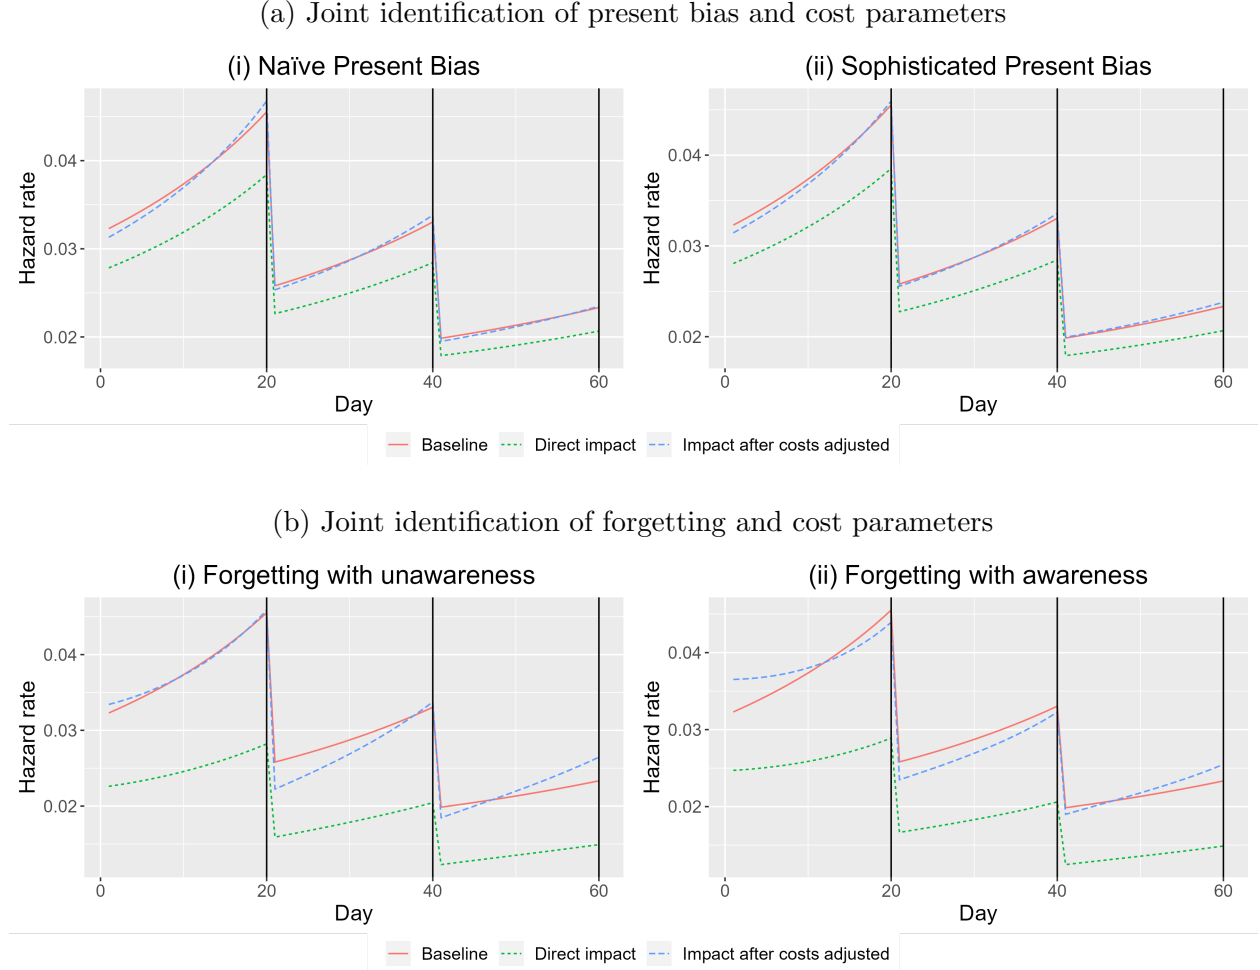 (a) Joint identification of present bias and cost parameters
(i) Naïve Present Bias
(ii) Sophisticated Present Bias
Hazard rate
0.04
0.03
0.02
0 20 40 60
Day
Hazard rate
0.04
0.03
0.02
0 20 40 60
Day
Baseline Direct impact Impact after costs adjusted
(b) Joint identification of forgetting and cost parameters
(i) Forgetting with unawareness
(ii) Forgetting with awareness
Hazard rate
0.04
0.03
0.02
0 20 40 60
Day
Hazard rate
0.04
0.03
0.02
0 20 40 60
Day
Baseline Direct impact Impact after costs adjusted